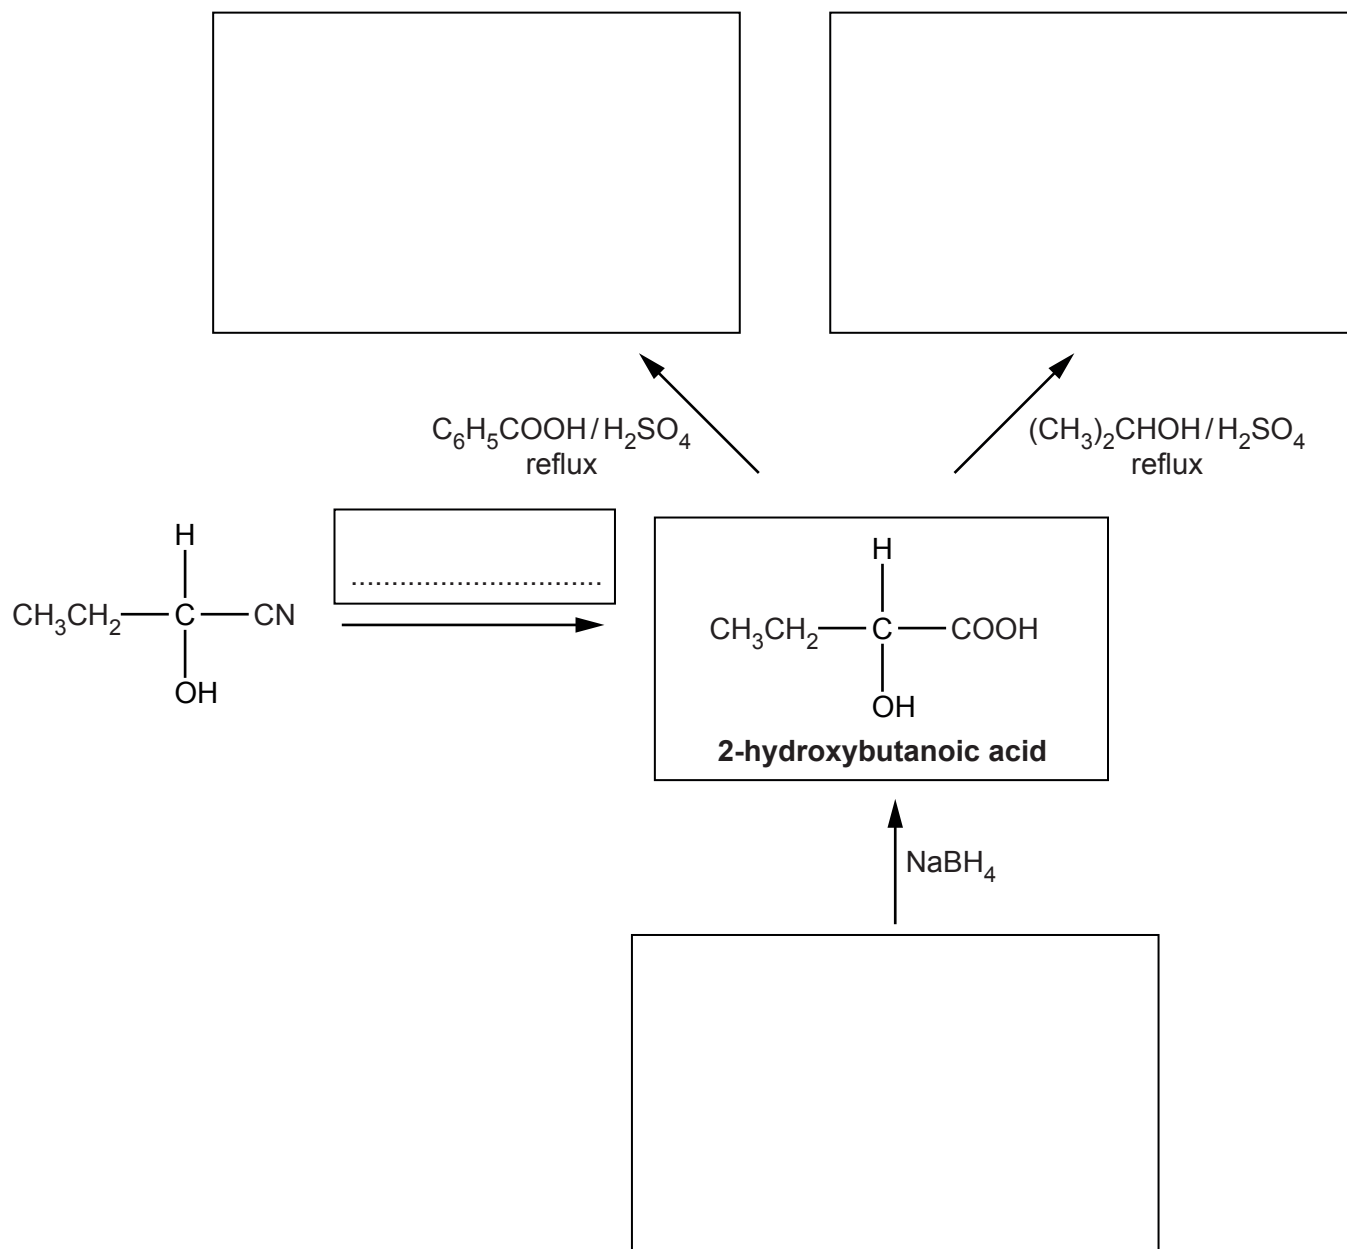 C6H5COOH/H2SO4
reflux
(CH3)2CHOH/H2SO4
reflux
H
CH3CH2 C CN
OH
..............................
H
CH3CH2 C COOH
OH
2-hydroxybutanoic acid
NaBH4